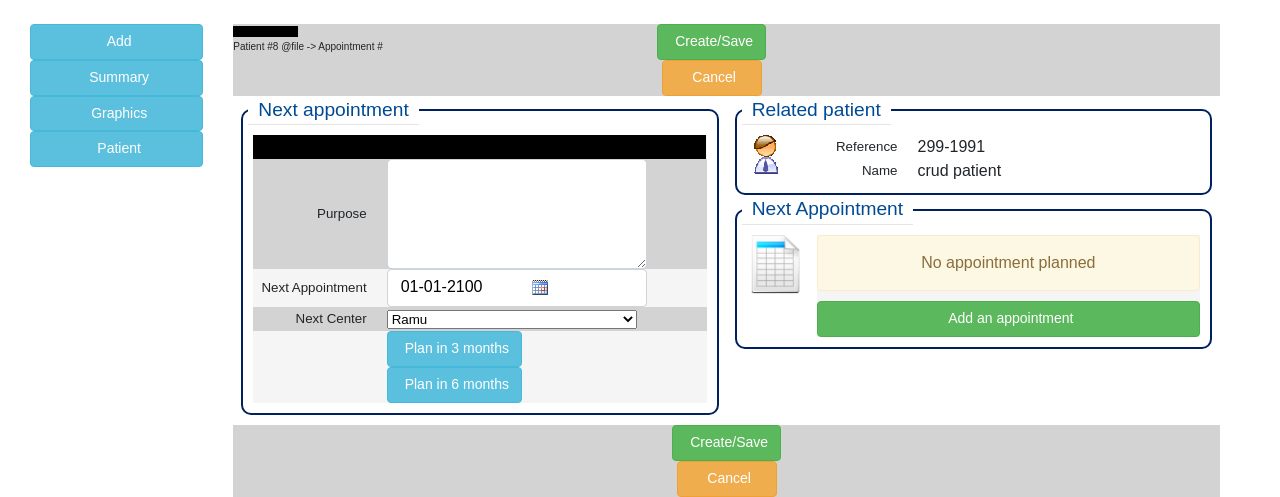 Add
Summary
Graphics
Patient
Patient #8 @file -> Appointment #
Create/Save
Cancel
Next appointment
Purpose
Next Appointment 01-01-2100
Next Center Ramu
Plan in 3 months
Plan in 6 months
Related patient
Reference 299-1991
Name crud patient
Next Appointment
No appointment planned
Add an appointment
Create/Save
Cancel